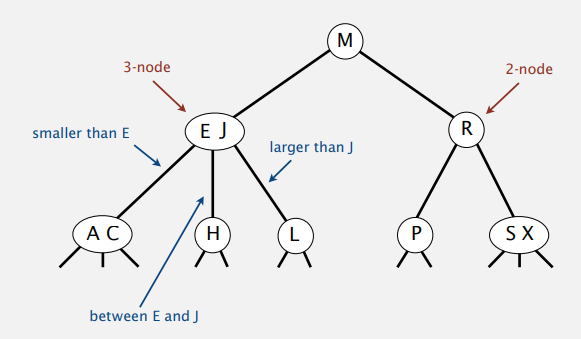 M
3-node
2-node
E J
R
smaller than E
larger than J
A C
H
L
P
S X
between E and J